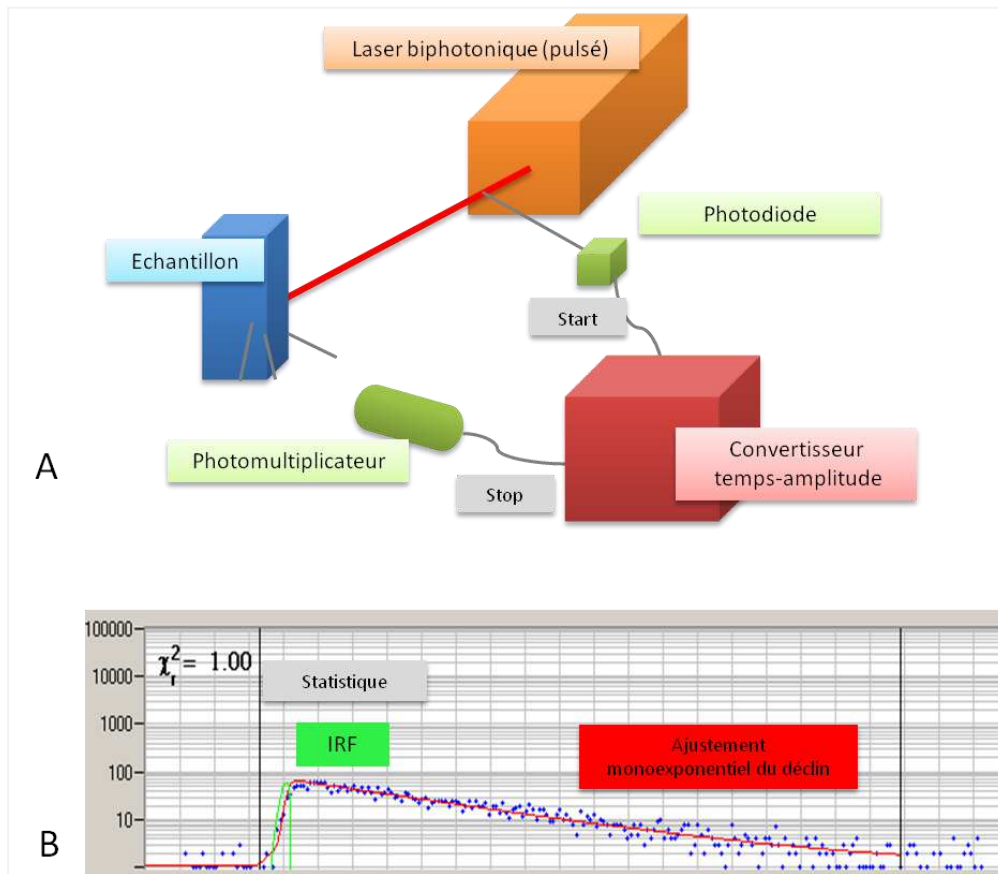 Laser biphotonique (pulsé)
Photodiode
Echantillon
Start
Photomultiplicateur
Convertisseur
temps-amplitude
Stop
A
100000
10000
1000
100
10
χr² = 1.00
Statistique
IRF
Ajustement
monoexponentiel du déclin
B